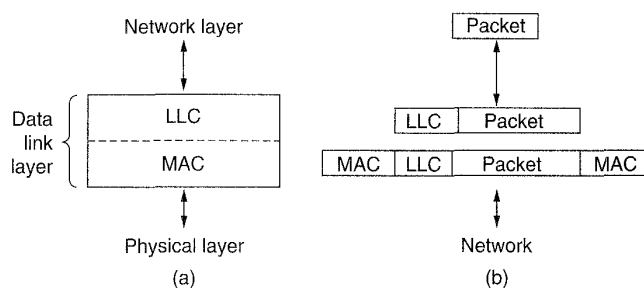 Network layer
Data
link
layer
LLC
MAC
Physical layer
(a)
Packet
LLC Packet
MAC LLC Packet MAC
Network
(b)